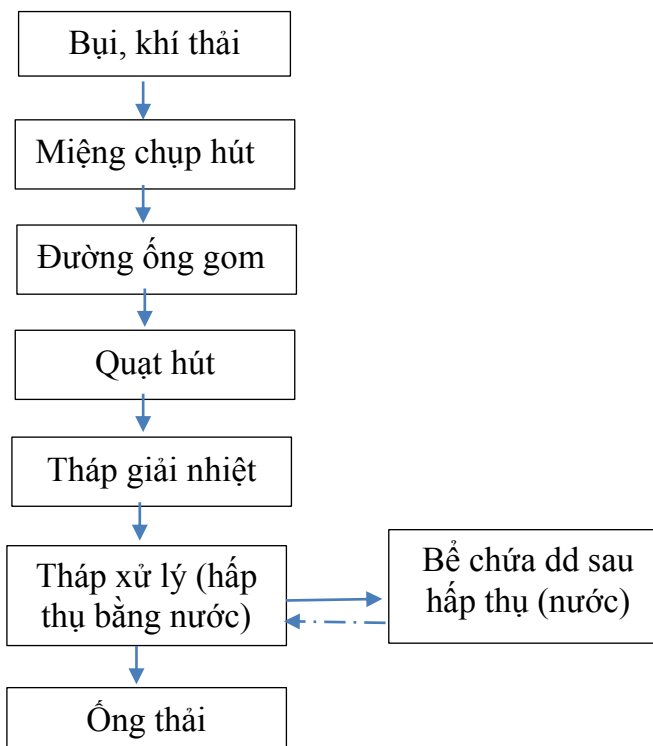 Bụi, khí thải
Miệng chụp hút
Đường ống gom
Quạt hút
Tháp giải nhiệt
Tháp xử lý (hấp
thụ bằng nước)
Bể chứa dd sau
hấp thụ (nước)
Ống thải